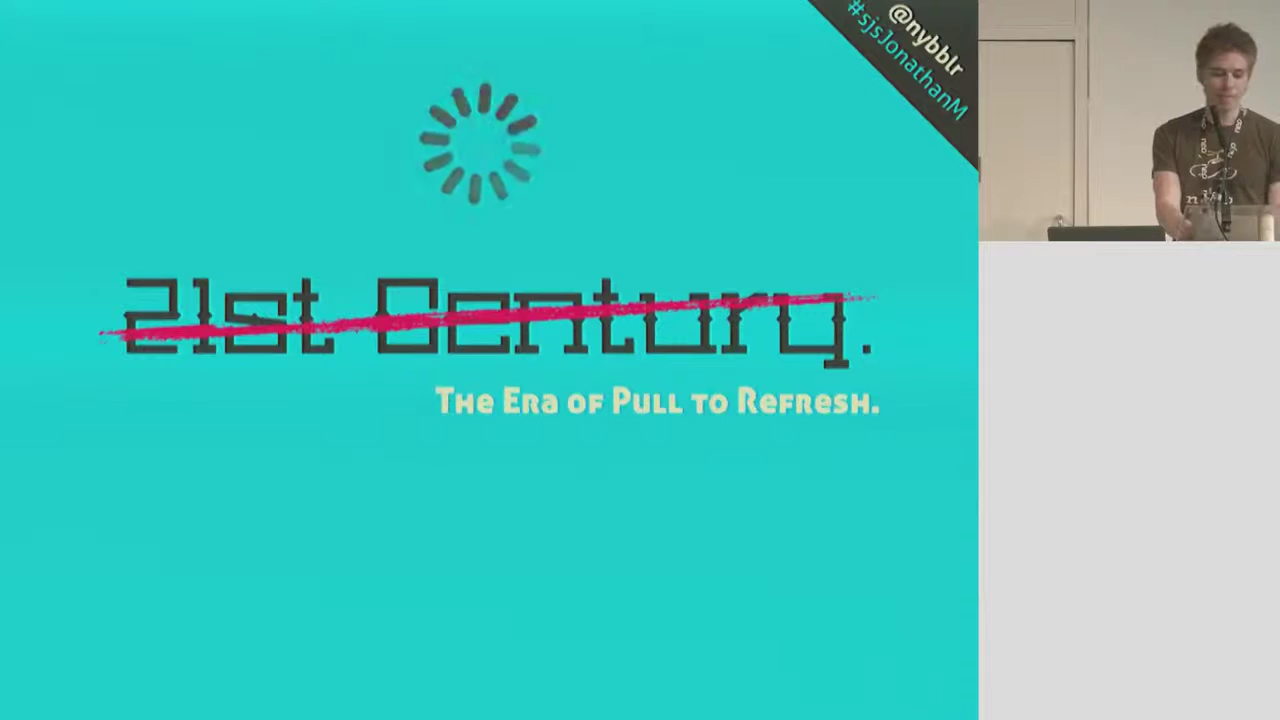 @nybblr
#sjsJonathanM
21st Century.
The Era of Pull to Refresh.